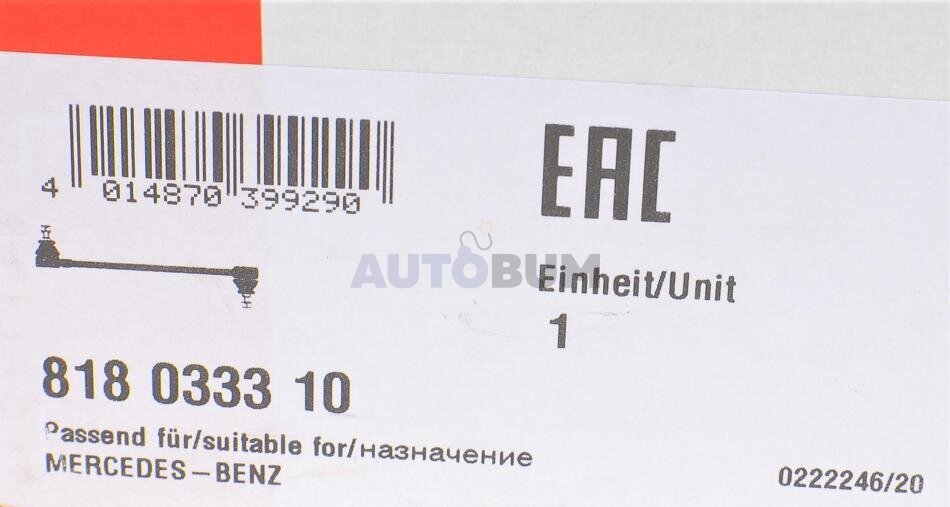 EAC
4 014870 399290
AUTOBUM
Einheit/Unit
1
818 0333 10
Passend für/suitable for/назначение
MERCEDES-BENZ
0222246/20